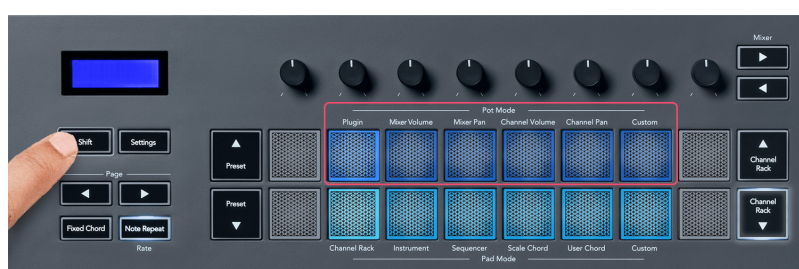 Mixer
Pot Mode
Plugin Mixer Volume Mixer Pan Channel Volume Channel Pan Custom
Shift Settings
Preset
Channel
Rack
Page
Preset
Channel
Rack
Fixed Chord Note Repeat
Rate
Channel Rack Instrument Sequencer Scale Chord User Chord Custom
Pad Mode